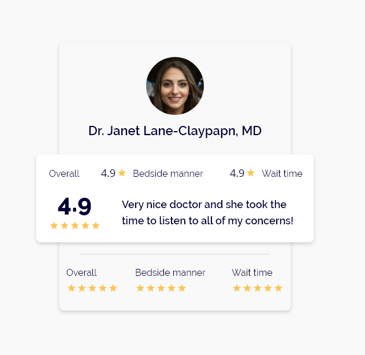 Dr. Janet Lane-Claypapn, MD
Overall 4.9 Bedside manner 4.9 Wait time
4.9
Very nice doctor and she took the
time to listen to all of my concerns!
Overall Bedside manner Wait time